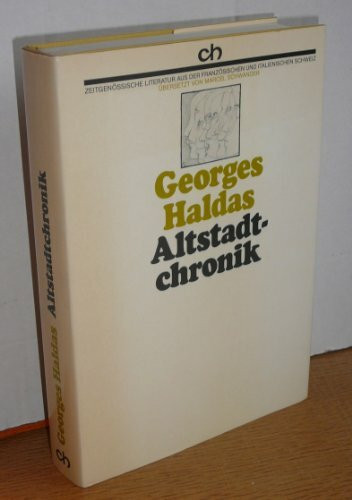 ch
ZEITGENÖSSISCHE LITERATUR AUS DER FRANZÖSISCHEN UND ITALIENISCHEN SCHWEIZ
ÜBERSETZT VON MARCEL SCHWANDER
Georges
Haldas
Altstadt-
chronik
ch Georges Haldas Altstadtchronik